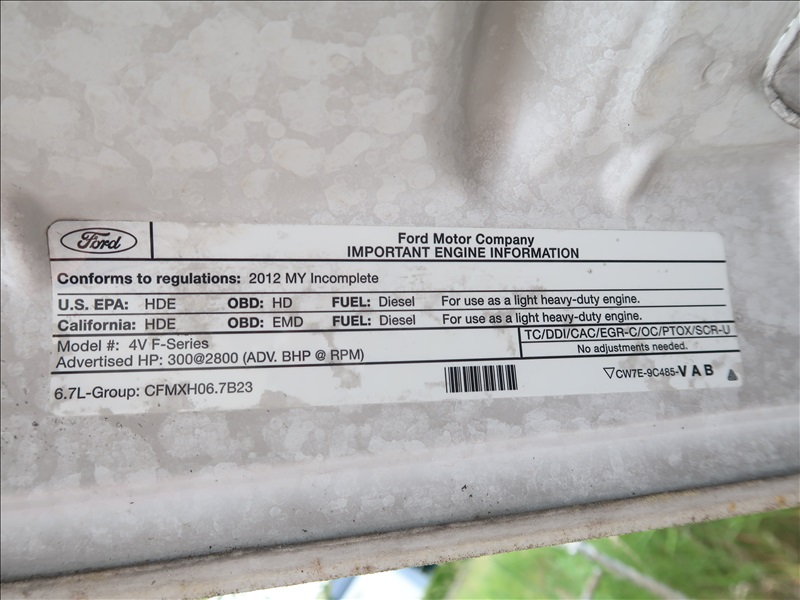 Ford
Ford Motor Company
IMPORTANT ENGINE INFORMATION
Conforms to regulations: 2012 MY Incomplete
U.S. EPA: HDE OBD: HD FUEL: Diesel For use as a light heavy-duty engine.
California: HDE OBD: EMD FUEL: Diesel For use as a light heavy-duty engine.
Model #: 4V F-Series
Advertised HP: 300@2800 (ADV. BHP @ RPM)
TC/DDI/CAC/EGR-C/OC/PTOX/SCR-U
No adjustments needed.
6.7L-Group: CFMXH06.7B23
▽CW7E-9C485-VAB